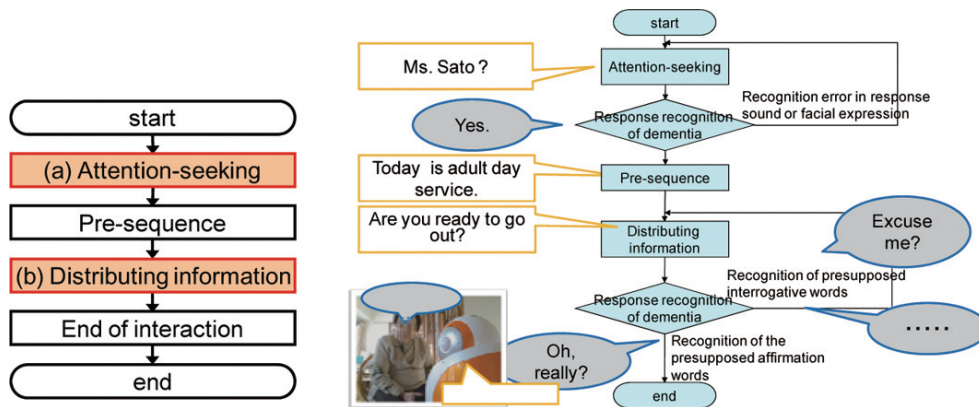 start
(a) Attention-seeking
Pre-sequence
(b) Distributing information
End of interaction
end
start
Ms. Sato ?
Attention-seeking
Recognition error in response
sound or facial expression
Yes.
Response recognition
of dementia
Today is adult day
service.
Pre-sequence
Are you ready to go
out?
Distributing
information
Excuse
me?
Recognition of presupposed
interrogative words
Response recognition
of dementia
.....
Oh,
really?
Recognition of the
presupposed affirmation
words
end